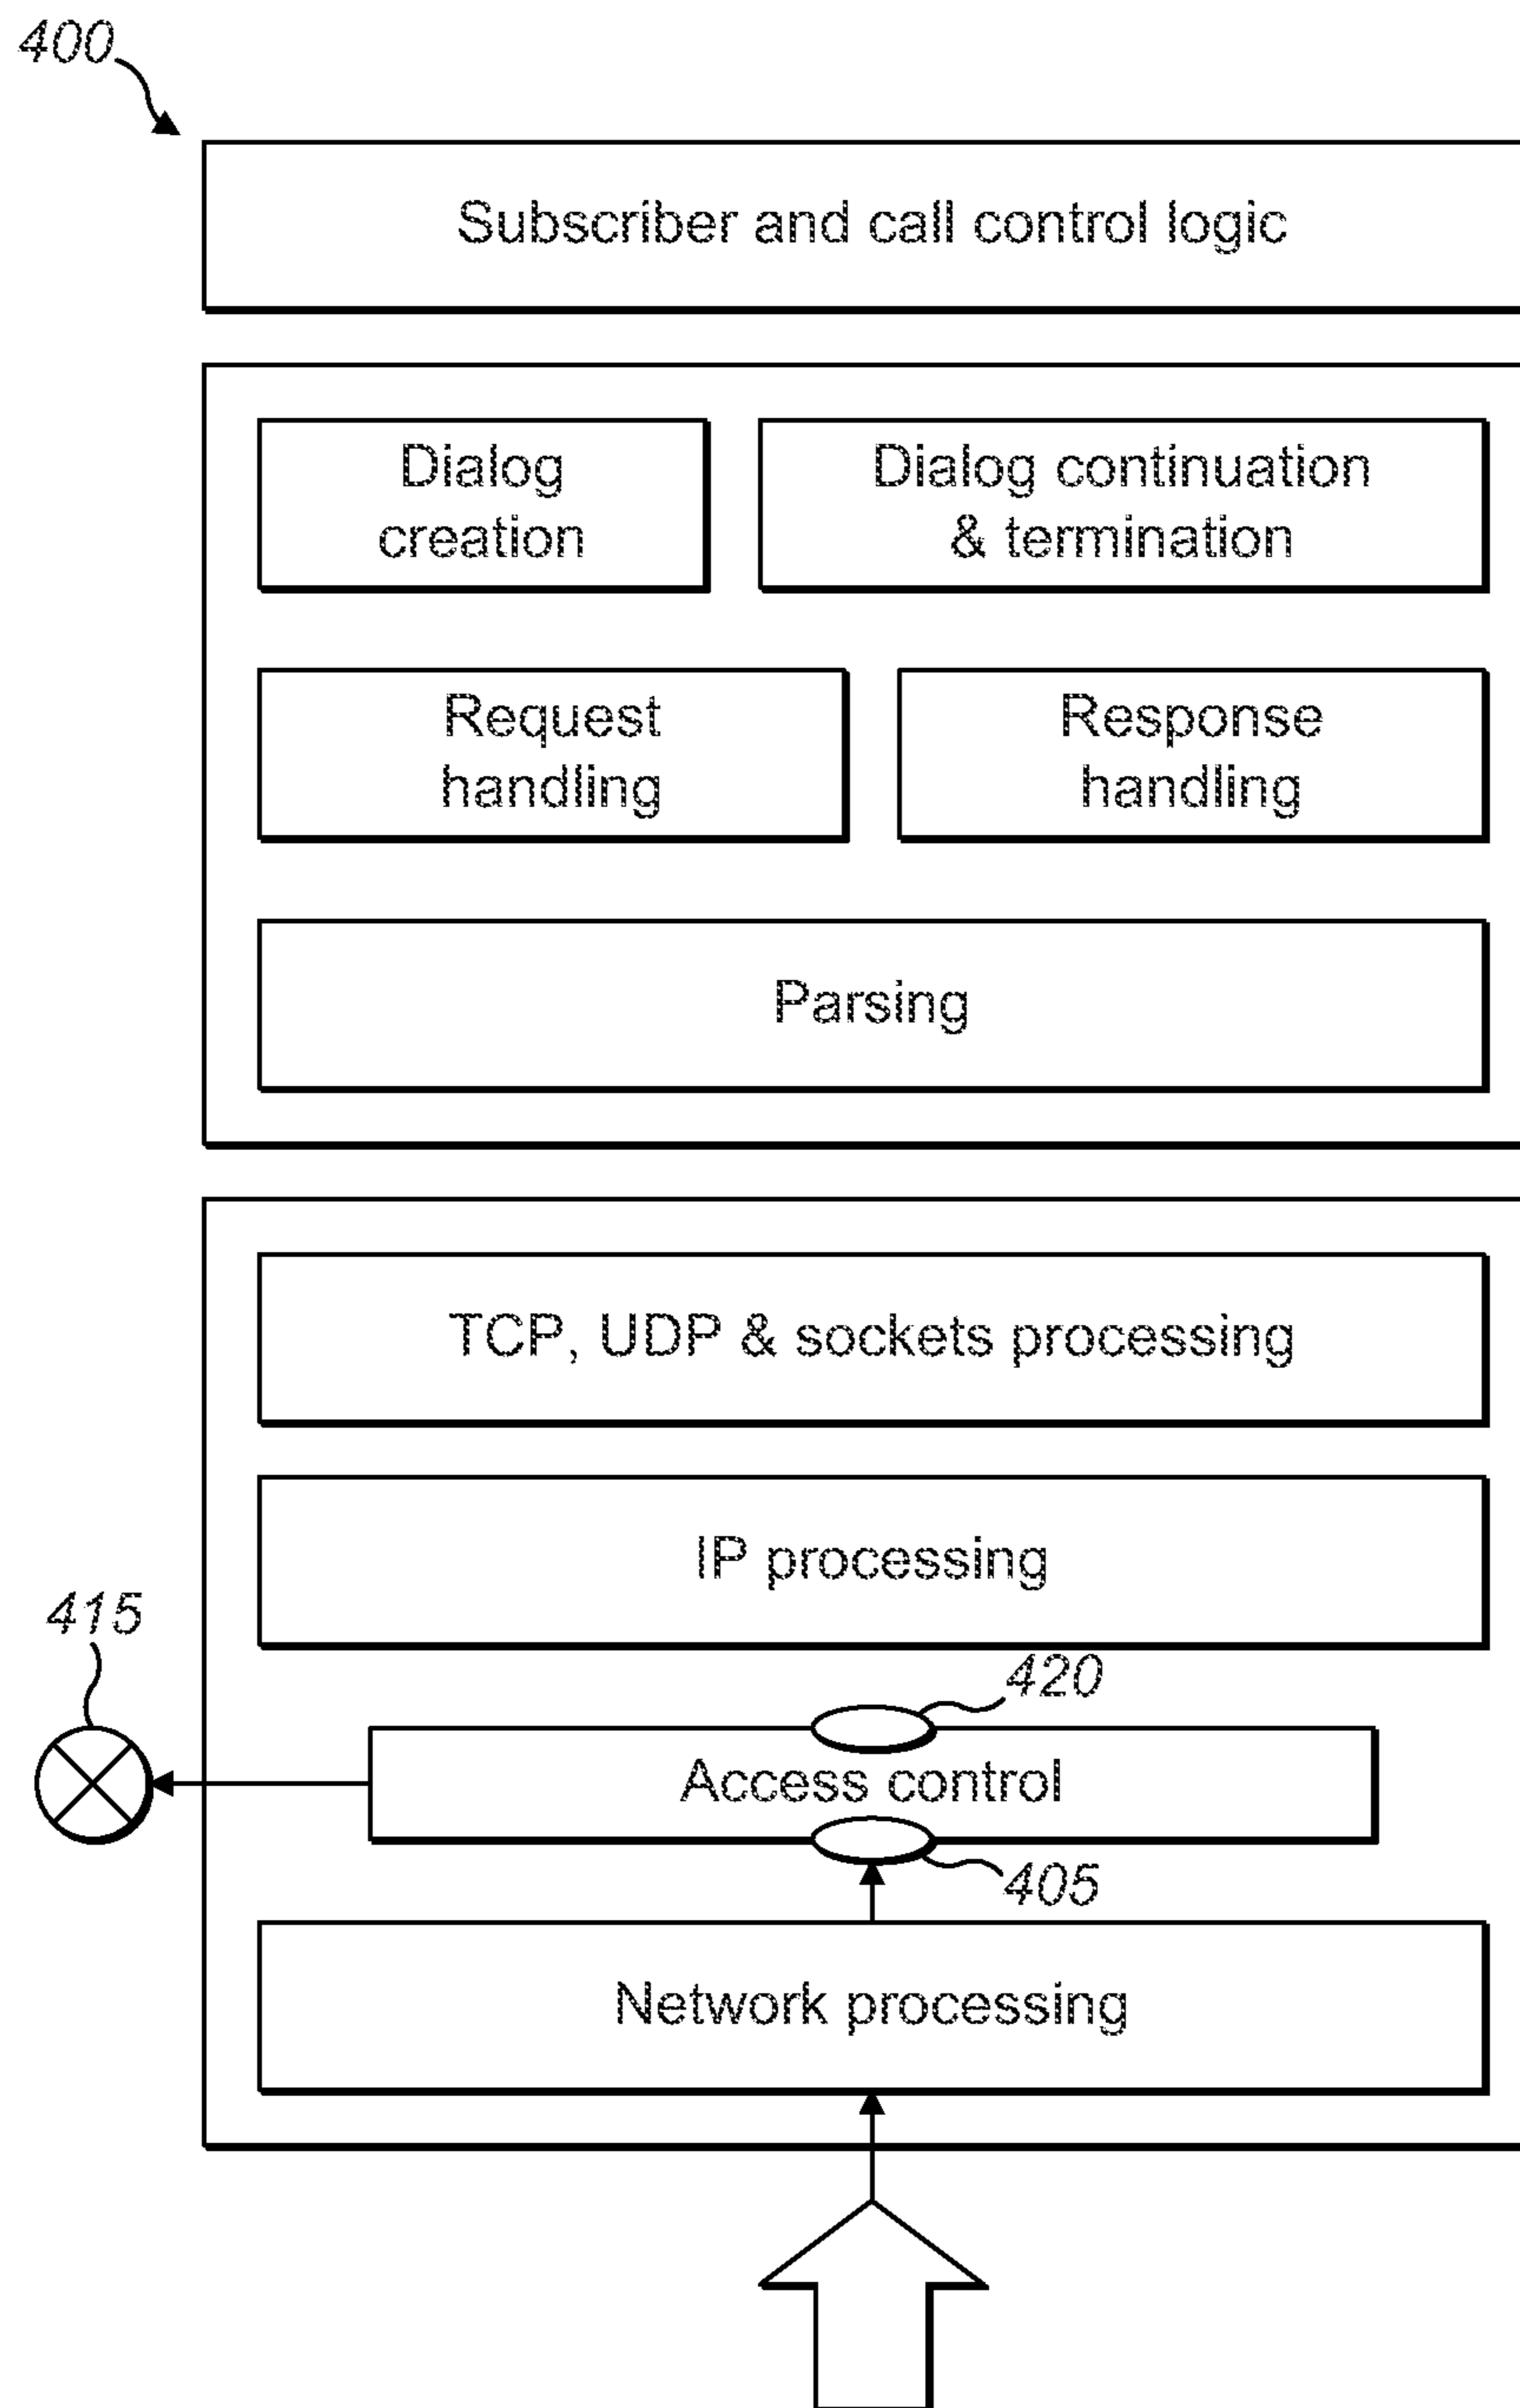 400
Subscriber and call control logic
Dialog
creation
Dialog continuation
& termination
Request
handling
Response
handling
Parsing
TCP, UDP & sockets processing
IP processing
415
420
Access control
405
Network processing